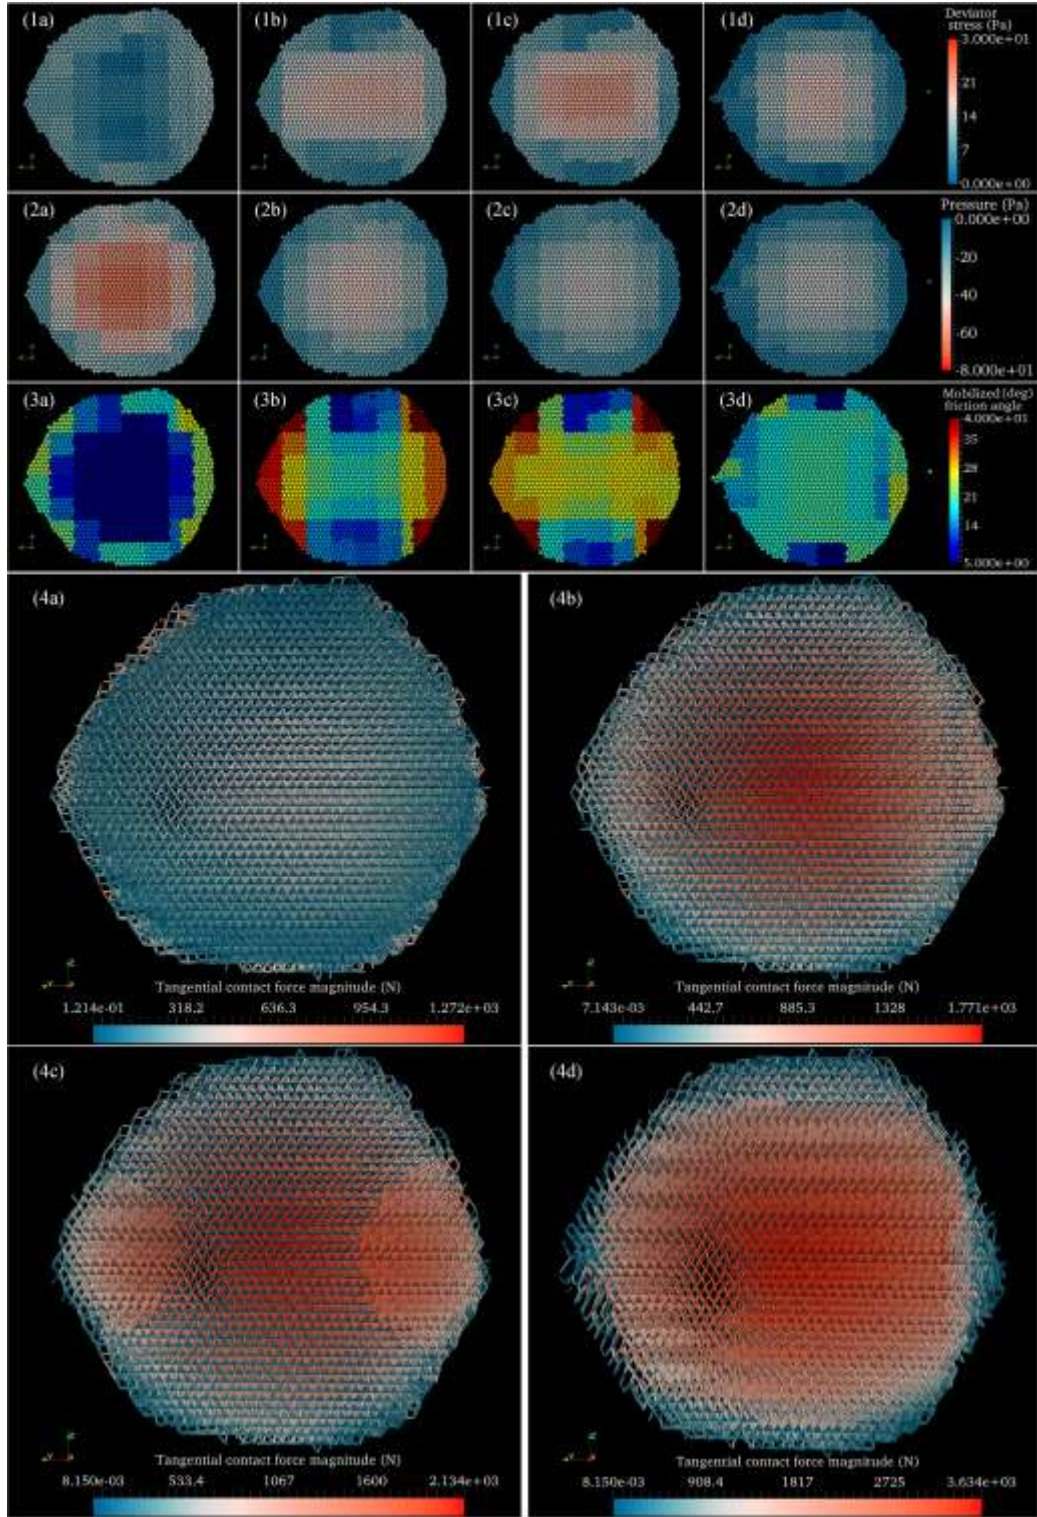 (1a)
(1b)
(1c)
(1d)
Deviator
stress (Pa)
3.000e+01
21
14
7
0.000e+00
(2a)
(2b)
(2c)
(2d)
Pressure (Pa)
0.000e+00
-20
-40
-60
-8.000e+01
(3a)
(3b)
(3c)
(3d)
Mobilized (deg)
friction angle
4.000e+01
35
28
21
14
5.000e+00
(4a)
(4b)
Tangential contact force magnitude (N)
1.214e-01 318.2 636.3 954.3 1.272e+03
Tangential contact force magnitude (N)
7.143e-03 442.7 885.3 1328 1.771e+03
(4c)
(4d)
Tangential contact force magnitude (N)
8.150e-03 533.4 1067 1600 2.134e+03
Tangential contact force magnitude (N)
8.150e-03 908.4 1817 2725 3.634e+03